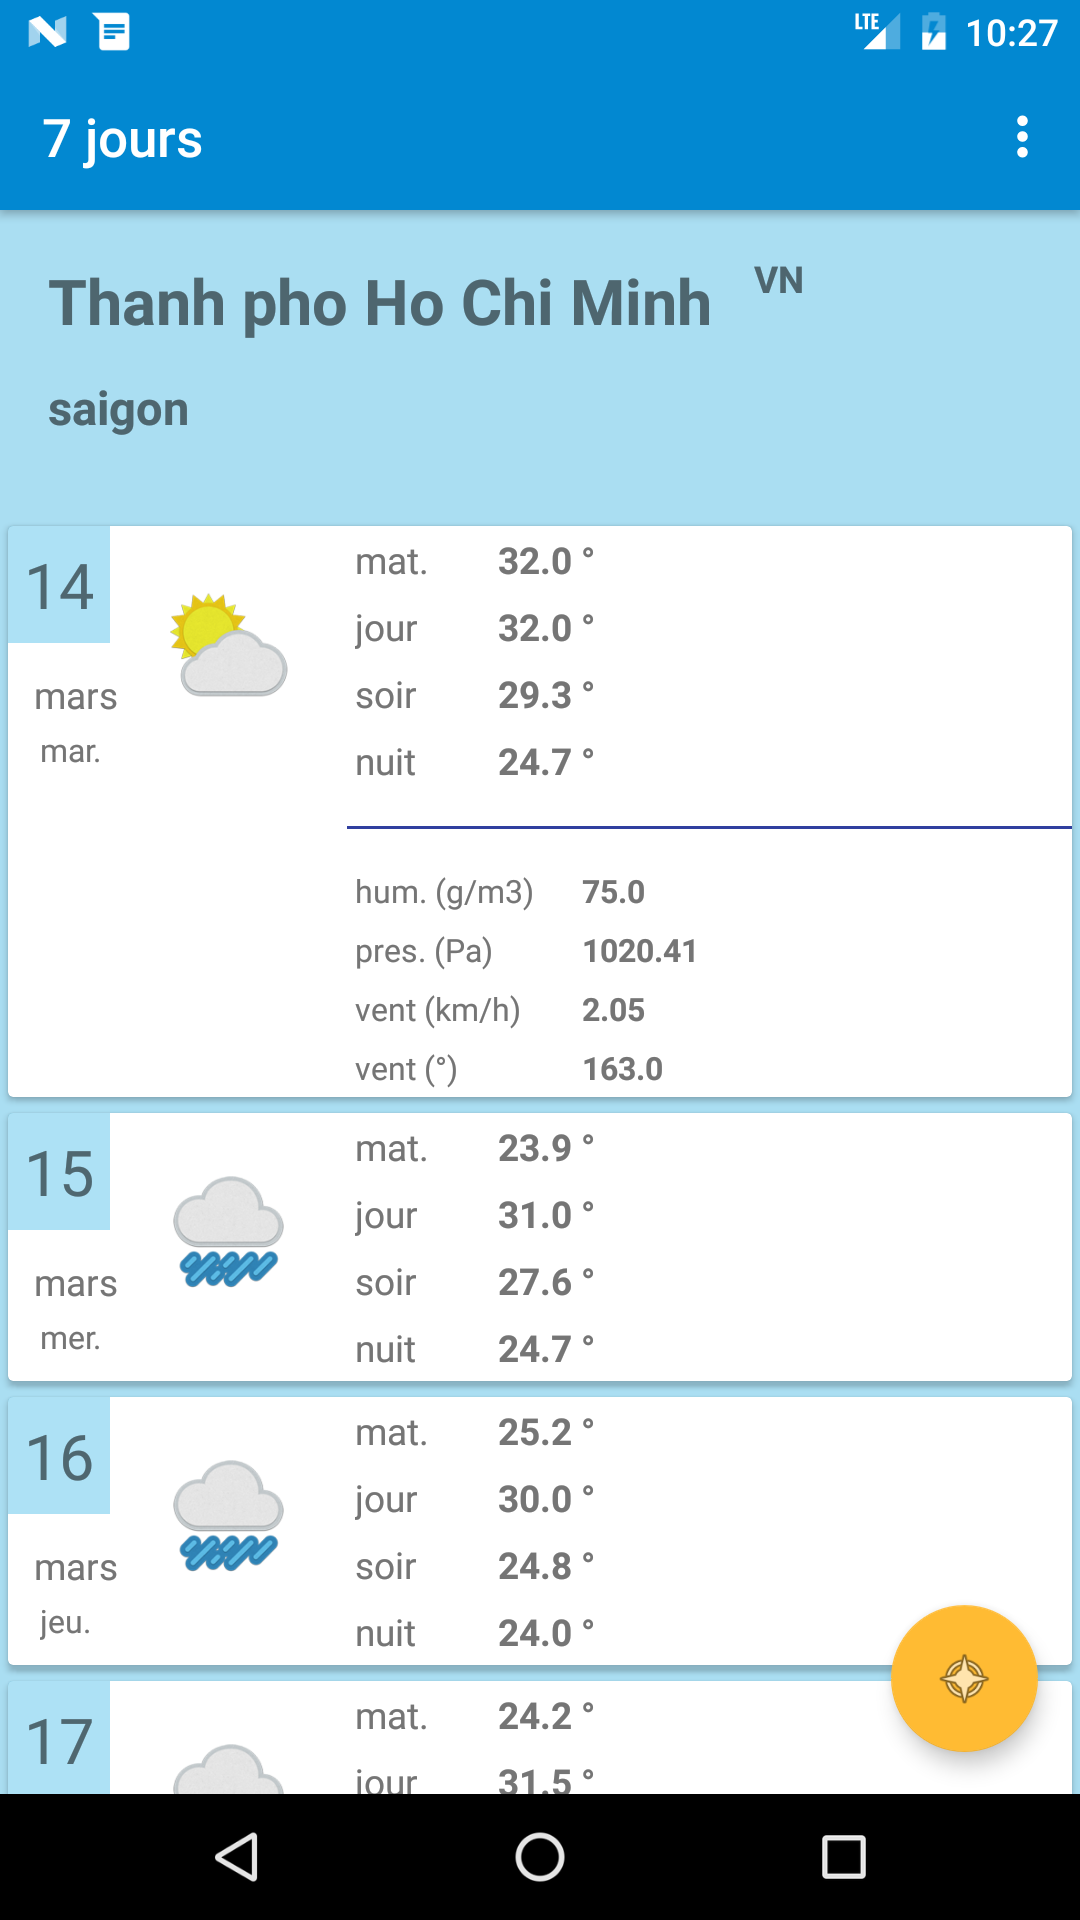 LTE 10:27
7 jours
Thanh pho Ho Chi Minh VN
saigon
14
mars
mar.
mat. 32.0 °
jour 32.0 °
soir 29.3 °
nuit 24.7 °
hum. (g/m3) 75.0
pres. (Pa) 1020.41
vent (km/h) 2.05
vent (°) 163.0
15
mars
mer.
mat. 23.9 °
jour 31.0 °
soir 27.6 °
nuit 24.7 °
16
mars
jeu.
mat. 25.2 °
jour 30.0 °
soir 24.8 °
nuit 24.0 °
17
mat. 24.2 °
jour 31.5 °